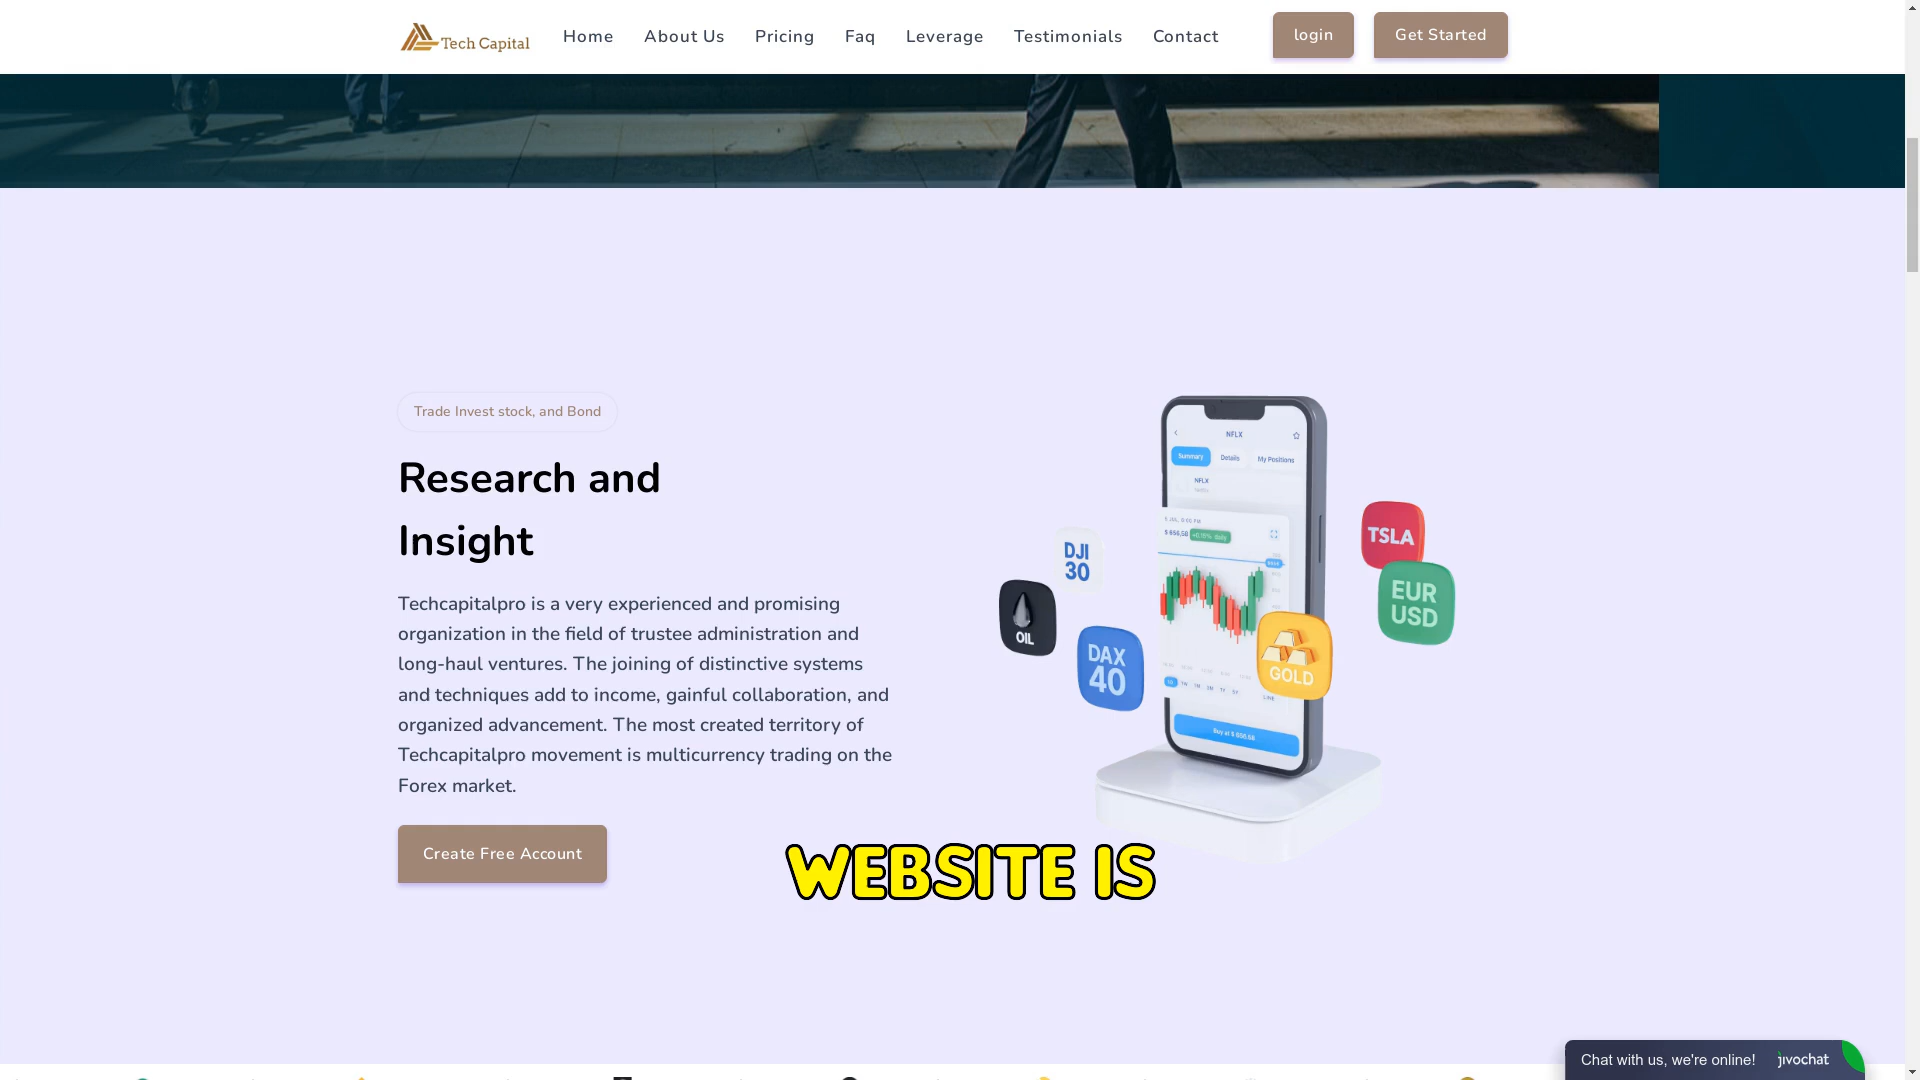 Tech Capital
Home
About Us
Pricing
Faq
Leverage
Testimonials
Contact
login
Get Started
Trade Invest stock, and Bond
Research and
Insight
Techcapitalpro is a very experienced and promising
organization in the field of trustee administration and
long-haul ventures. The joining of distinctive systems
and techniques add to income, gainful collaboration, and
organized advancement. The most created territory of
Techcapitalpro movement is multicurrency trading on the
Forex market.
Create Free Account
NFLX
Summary
Details
My Positions
NFLX
DJI
30
OIL
DAX
40
TSLA
EUR
USD
GOLD
WEBSITE IS
Chat with us, we're online!
jivochat